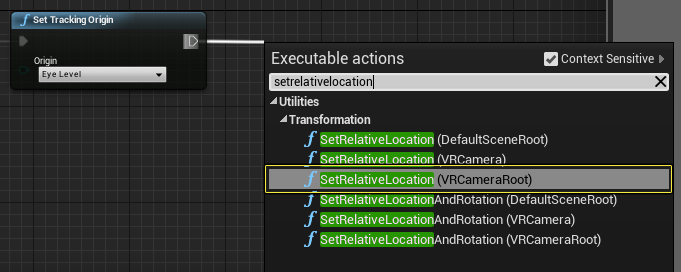 Set Tracking Origin
Origin
Eye Level
Executable actions
Context Sensitive
setrelativelocation
Utilities
Transformation
SetRelativeLocation (DefaultSceneRoot)
SetRelativeLocation (VRCamera)
SetRelativeLocation (VRCameraRoot)
SetRelativeLocationAndRotation (DefaultSceneRoot)
SetRelativeLocationAndRotation (VRCamera)
SetRelativeLocationAndRotation (VRCameraRoot)